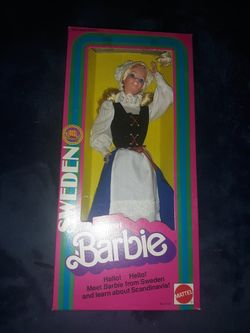 SWEDEN
Barbie
Hallo! Hello!
Meet Barbie from Sweden
and learn about Scandinavia!
MATTEL